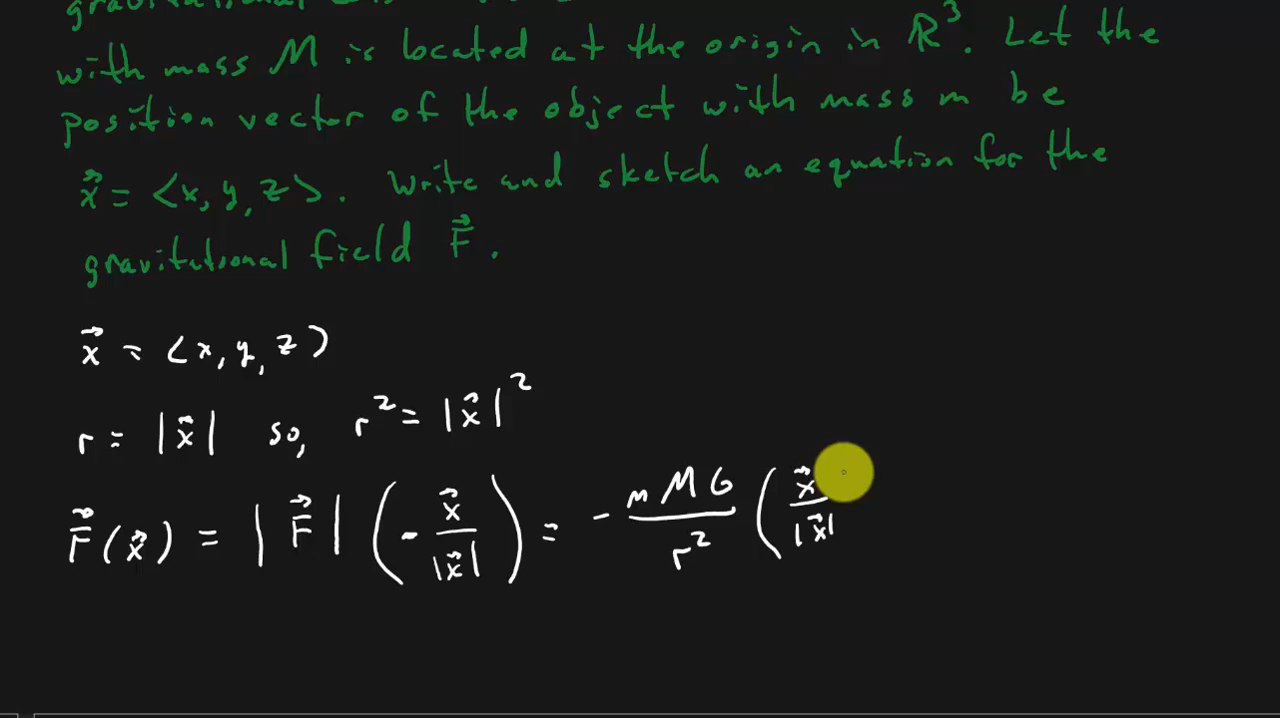 gravitational
with mass M is located at the origin in ℝ³. Let the
position vector of the object with mass m be
x⃗ = <x, y, z>. Write and sketch an equation for the
gravitational field F⃗.
x⃗ = <x, y, z>
r = |x⃗| so, r² = |x⃗|²
F⃗(x⃗) = |F⃗| (- x⃗/|x⃗|) = - mMG/r² (x⃗/|x⃗|